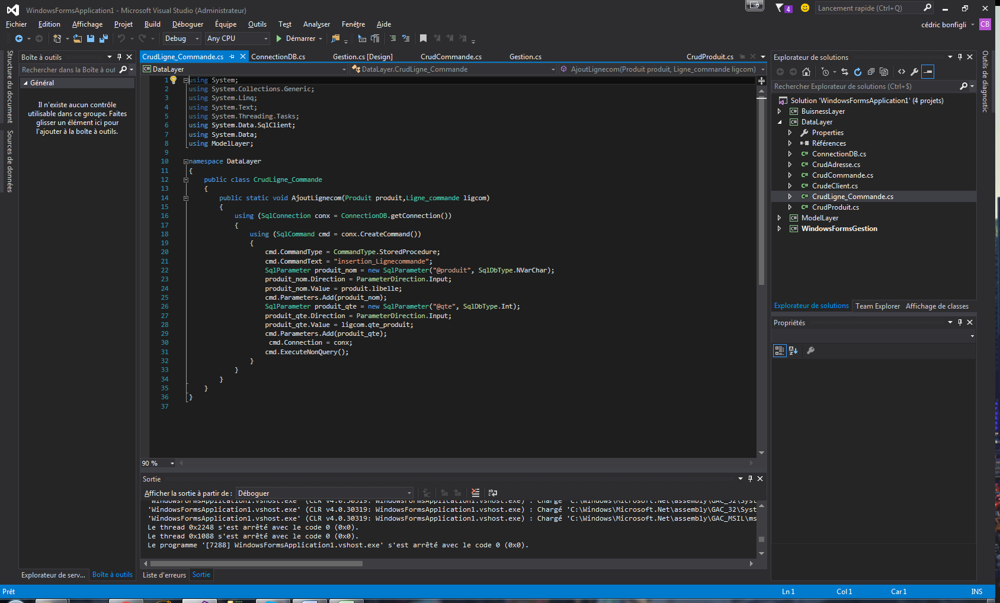 WindowsFormsApplication1 - Microsoft Visual Studio (Administrateur)
4
Lancement rapide (Ctrl+Q)
Fichier Edition Affichage Projet Build Déboguer Équipe Outils Test Analyser Fenêtre Aide
cédric bonfigli CB
Debug Any CPU Démarrer
Structure du document
Sources de données
Boîte à outils
Rechercher dans la Boîte à out
Général
Il n'existe aucun contrôle
utilisable dans ce groupe. Faites
glisser un élément ici pour
l'ajouter à la boîte à outils.
Explorateur de serv... Boîte à outils
CrudLigne_Commande.cs ConnectionDB.cs Gestion.cs [Design] CrudCommande.cs Gestion.cs CrudProduit.cs
DataLayer DataLayer.CrudLigne_Commande AjoutLignecom(Produit produit, Ligne_commande ligcom)
1 using System;
2 using System.Collections.Generic;
3 using System.Linq;
4 using System.Text;
5 using System.Threading.Tasks;
6 using System.Data.SqlClient;
7 using System.Data;
8 using ModelLayer;
9
10 namespace DataLayer
11 {
12 public class CrudLigne_Commande
13 {
14 public static void AjoutLignecom(Produit produit,Ligne_commande ligcom)
15 {
16 using (SqlConnection conx = ConnectionDB.getConnection())
17 {
18 using (SqlCommand cmd = conx.CreateCommand())
19 {
20 cmd.CommandType = CommandType.StoredProcedure;
21 cmd.CommandText = "insertion_Lignecommande";
22 SqlParameter produit_nom = new SqlParameter("@produit", SqlDbType.NVarChar);
23 produit_nom.Direction = ParameterDirection.Input;
24 produit_nom.Value = produit.libelle;
25 cmd.Parameters.Add(produit_nom);
26 SqlParameter produit_qte = new SqlParameter("@qte", SqlDbType.Int);
27 produit_qte.Direction = ParameterDirection.Input;
28 produit_qte.Value = ligcom.qte_produit;
29 cmd.Parameters.Add(produit_qte);
30 cmd.Connection = conx;
31 cmd.ExecuteNonQuery();
32 }
33 }
34 }
35 }
36 }
37
90 %
Sortie
Afficher la sortie à partir de : Déboguer
'WindowsFormsApplication1.vshost.exe' (CLR v4.0.30319: WindowsFormsApplication1.vshost.exe) : Chargé 'C:\Windows\Microsoft.Net\assembly\GAC_32\Syst
'WindowsFormsApplication1.vshost.exe' (CLR v4.0.30319: WindowsFormsApplication1.vshost.exe) : Chargé 'C:\Windows\Microsoft.Net\assembly\GAC_32\Syst
'WindowsFormsApplication1.vshost.exe' (CLR v4.0.30319: WindowsFormsApplication1.vshost.exe) : Chargé 'C:\Windows\Microsoft.Net\assembly\GAC_MSIL\ms
Le thread 0x2248 s'est arrêté avec le code 0 (0x0).
Le thread 0x1088 s'est arrêté avec le code 0 (0x0).
Le programme '[7288] WindowsFormsApplication1.vshost.exe' s'est arrêté avec le code 0 (0x0).
Liste d'erreurs Sortie
Explorateur de solutions
Rechercher Explorateur de solutions (Ctrl+$)
Solution 'WindowsFormsApplication1' (4 projets)
C# BuisnessLayer
C# DataLayer
Properties
Références
C# ConnectionDB.cs
C# CrudAdresse.cs
C# CrudCommande.cs
C# CrudeClient.cs
C# CrudLigne_Commande.cs
C# CrudProduit.cs
C# ModelLayer
C# WindowsFormsGestion
Explorateur de solutions Team Explorer Affichage de classes
Propriétés
Outils de diagnostic
Prêt Ln 1 Col 1 Car 1 INS